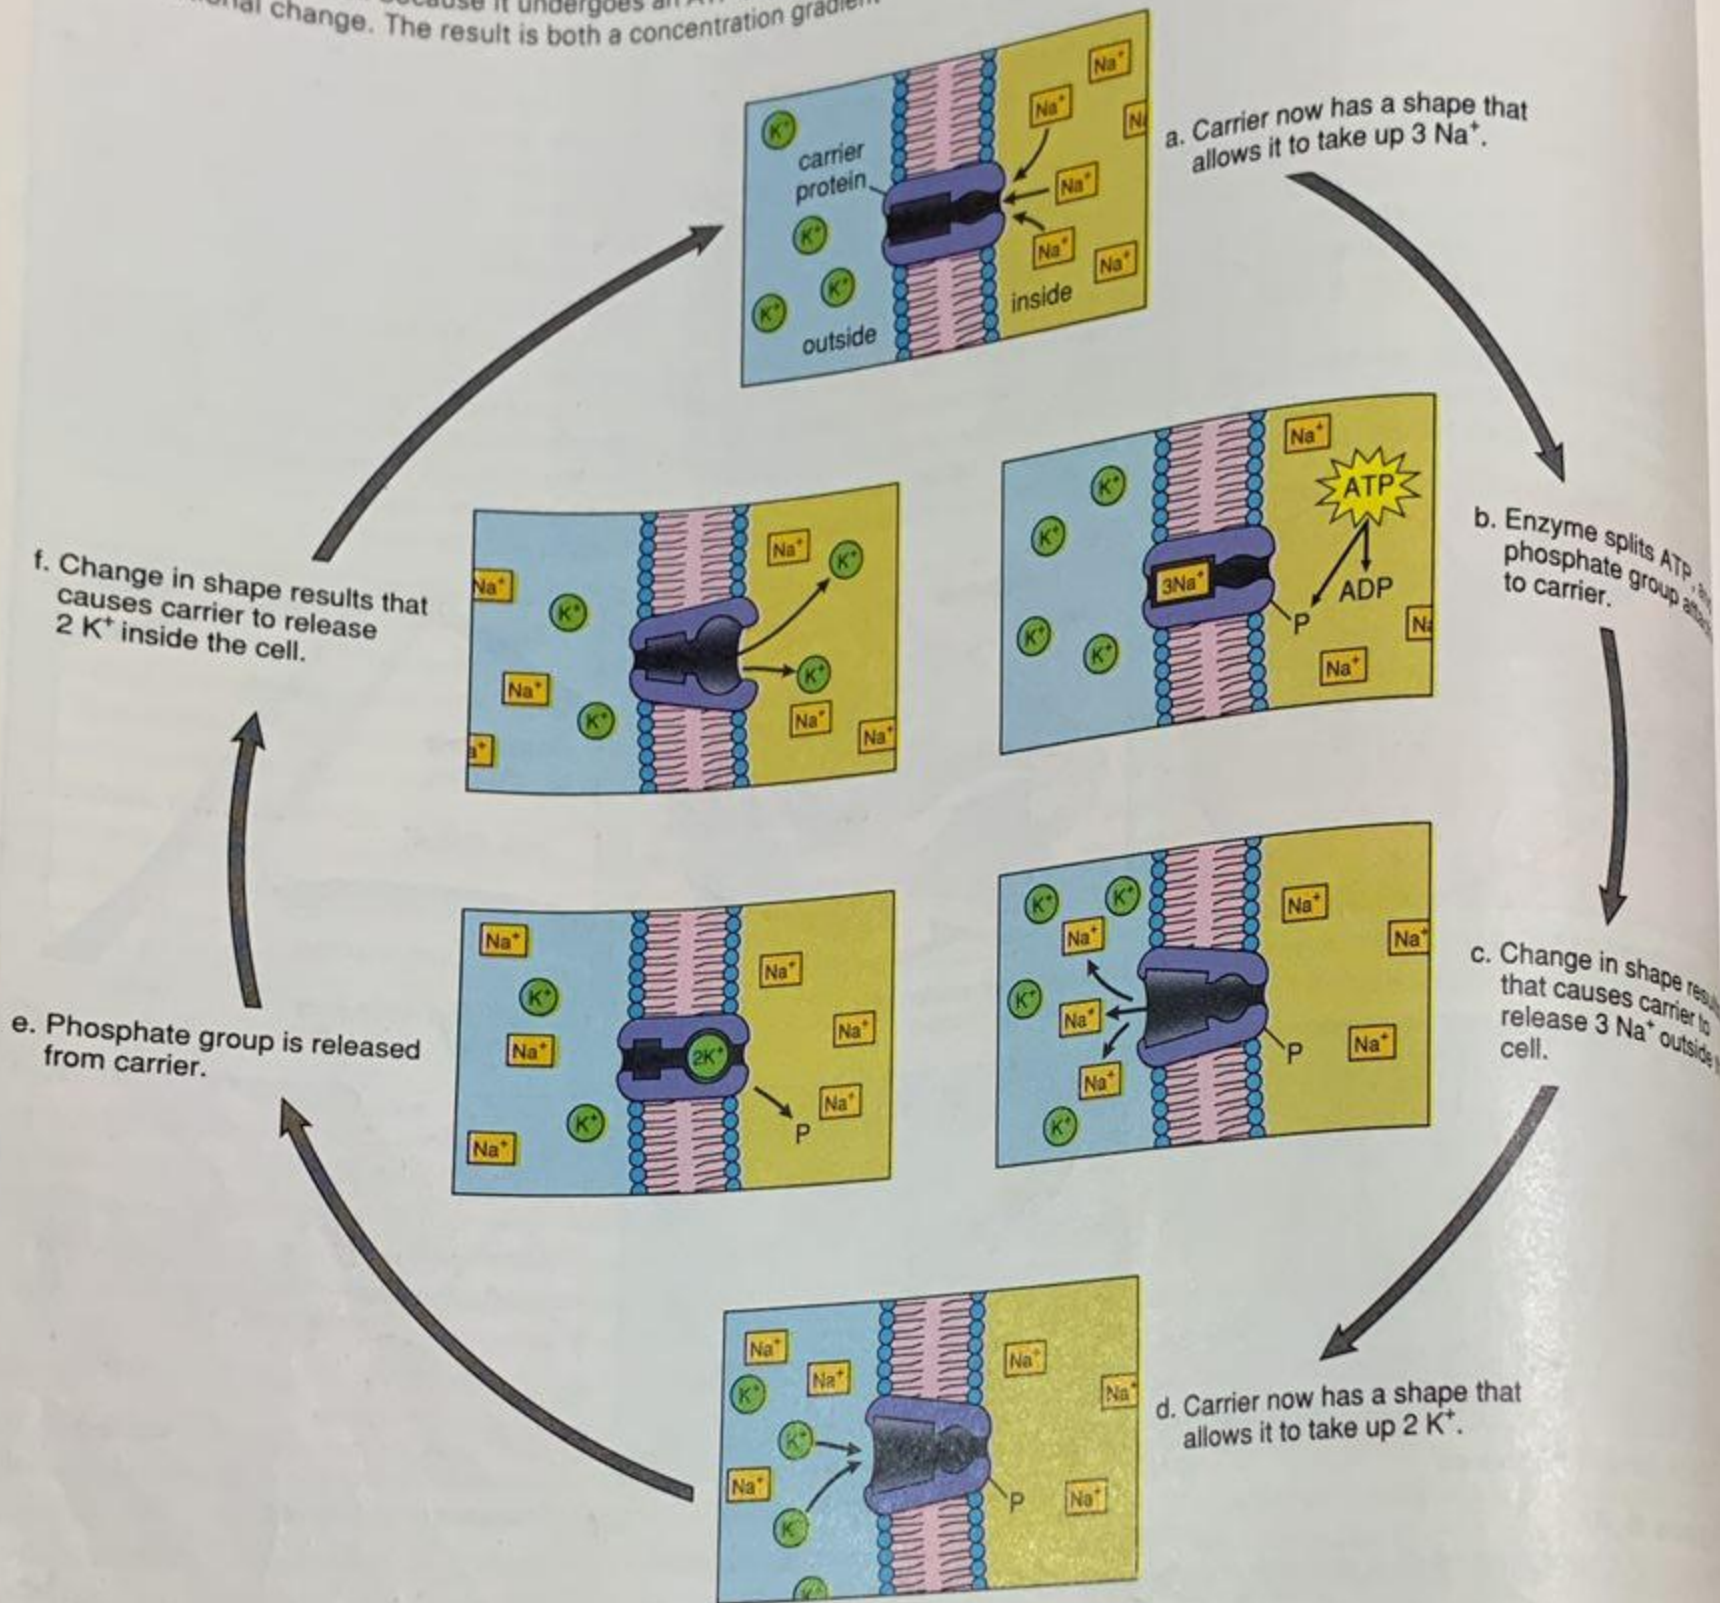 it undergoes an
change. The result is both a concentration
a. Carrier now has a shape that
allows it to take up 3 Na⁺.
Na⁺
Na⁺
K⁺
carrier
protein
Na⁺
K⁺
Na⁺
Na⁺
K⁺
K⁺
inside
outside
b. Enzyme splits ATP,
phosphate group
to carrier.
Na⁺
K⁺
ATP
K⁺
3Na⁺
ADP
P
K⁺
K⁺
Na⁺
f. Change in shape results that
causes carrier to release
2 K⁺ inside the cell.
Na⁺
K⁺
Na⁺
K⁺
Na⁺
K⁺
K⁺
Na⁺
Na⁺
c. Change in shape
that causes carrier to
release 3 Na⁺ outside
cell.
K⁺
K⁺
Na⁺
Na⁺
Na⁺
K⁺
Na⁺
P
Na⁺
Na⁺
K⁺
e. Phosphate group is released
from carrier.
Na⁺
K⁺
Na⁺
Na⁺
Na⁺
2K⁺
K⁺
Na⁺
P
Na⁺
d. Carrier now has a shape that
allows it to take up 2 K⁺.
Na⁺
K⁺
Na⁺
Na⁺
Na⁺
K⁺
Na⁺
K
P
Na⁺